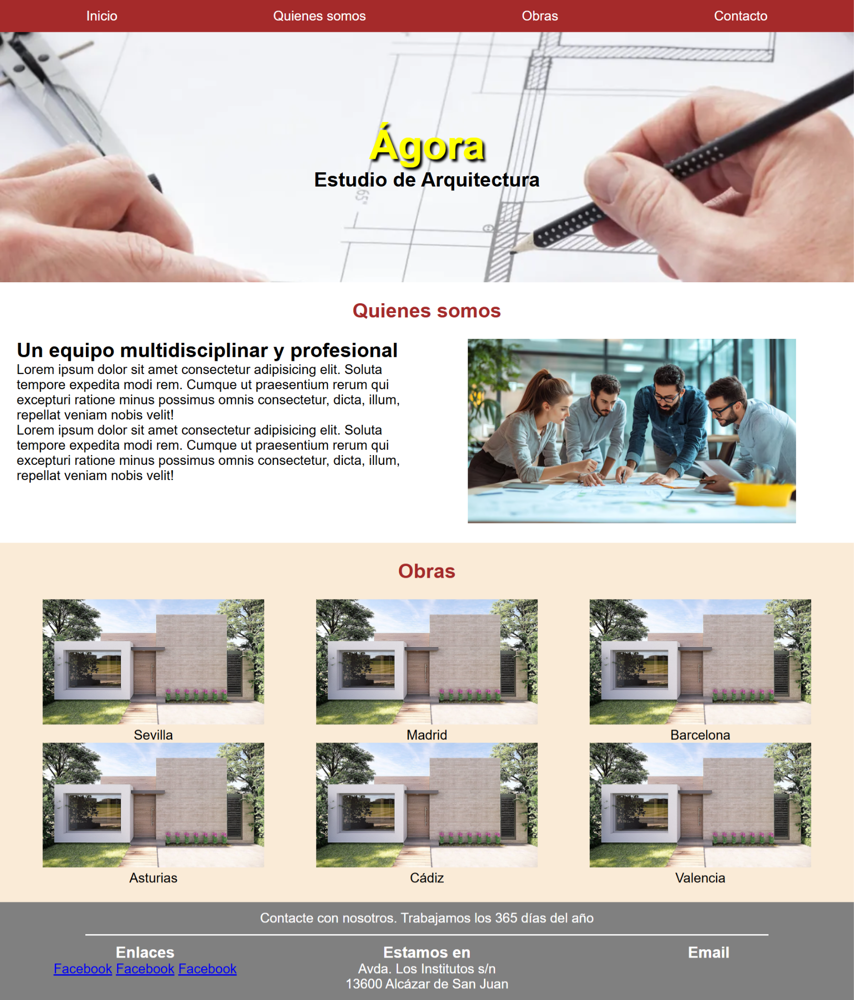 Inicio Quienes somos Obras Contacto
Ágora
Estudio de Arquitectura
.65"
Quienes somos
Un equipo multidisciplinar y profesional
Lorem ipsum dolor sit amet consectetur adipisicing elit. Soluta
tempore expedita modi rem. Cumque ut praesentium rerum qui
excepturi ratione minus possimus omnis consectetur, dicta, illum,
repellat veniam nobis velit!
Lorem ipsum dolor sit amet consectetur adipisicing elit. Soluta
tempore expedita modi rem. Cumque ut praesentium rerum qui
excepturi ratione minus possimus omnis consectetur, dicta, illum,
repellat veniam nobis velit!
Obras
Sevilla Madrid Barcelona
Asturias Cádiz Valencia
Contacte con nosotros. Trabajamos los 365 días del año
Enlaces Estamos en Email
Facebook Facebook Facebook
Avda. Los Institutos s/n
13600 Alcázar de San Juan